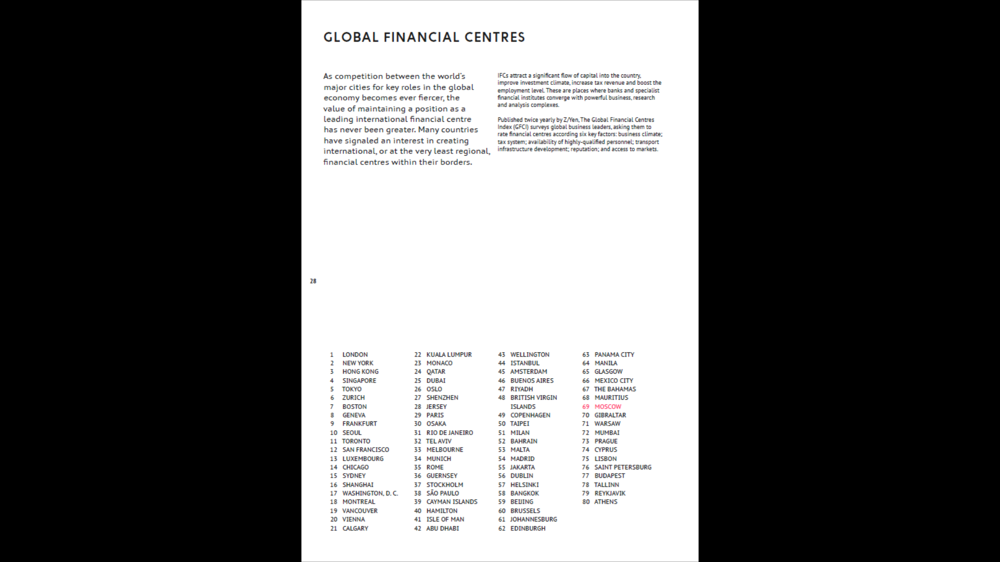 GLOBAL FINANCIAL CENTRES
As competition between the world's
major cities for key roles in the global
economy becomes ever fiercer, the
value of maintaining a position as a
leading international financial centre
has never been greater. Many countries
have signaled an interest in creating
international, or at the very least regional,
financial centres within their borders.
IFCs attract a significant flow of capital into the country,
improve investment climate, increase tax revenue and boost the
employment level. These are places where banks and specialist
financial institutes converge with powerful business, research
and analysis complexes.
Published twice yearly by Z/Yen, The Global Financial Centres
Index (GFCI) surveys global business leaders, asking them to
rate financial centres according six key factors: business climate;
tax system; availability of highly-qualified personnel; transport
infrastructure development; reputation; and access to markets.
28
1 LONDON
2 NEW YORK
3 HONG KONG
4 SINGAPORE
5 TOKYO
6 ZURICH
7 BOSTON
8 GENEVA
9 FRANKFURT
10 SEOUL
11 TORONTO
12 SAN FRANCISCO
13 LUXEMBOURG
14 CHICAGO
15 SYDNEY
16 SHANGHAI
17 WASHINGTON, D. C.
18 MONTREAL
19 VANCOUVER
20 VIENNA
21 CALGARY
22 KUALA LUMPUR
23 MONACO
24 QATAR
25 DUBAI
26 OSLO
27 SHENZHEN
28 JERSEY
29 PARIS
30 OSAKA
31 RIO DE JANEIRO
32 TEL AVIV
33 MELBOURNE
34 MUNICH
35 ROME
36 GUERNSEY
37 STOCKHOLM
38 SÃO PAULO
39 CAYMAN ISLANDS
40 HAMILTON
41 ISLE OF MAN
42 ABU DHABI
43 WELLINGTON
44 ISTANBUL
45 AMSTERDAM
46 BUENOS AIRES
47 RIYADH
48 BRITISH VIRGIN
ISLANDS
49 COPENHAGEN
50 TAIPEI
51 MILAN
52 BAHRAIN
53 MALTA
54 MADRID
55 JAKARTA
56 DUBLIN
57 HELSINKI
58 BANGKOK
59 BEIJING
60 BRUSSELS
61 JOHANNESBURG
62 EDINBURGH
63 PANAMA CITY
64 MANILA
65 GLASGOW
66 MEXICO CITY
67 THE BAHAMAS
68 MAURITIUS
69 MOSCOW
70 GIBRALTAR
71 WARSAW
72 MUMBAI
73 PRAGUE
74 CYPRUS
75 LISBON
76 SAINT PETERSBURG
77 BUDAPEST
78 TALLINN
79 REYKJAVIK
80 ATHENS